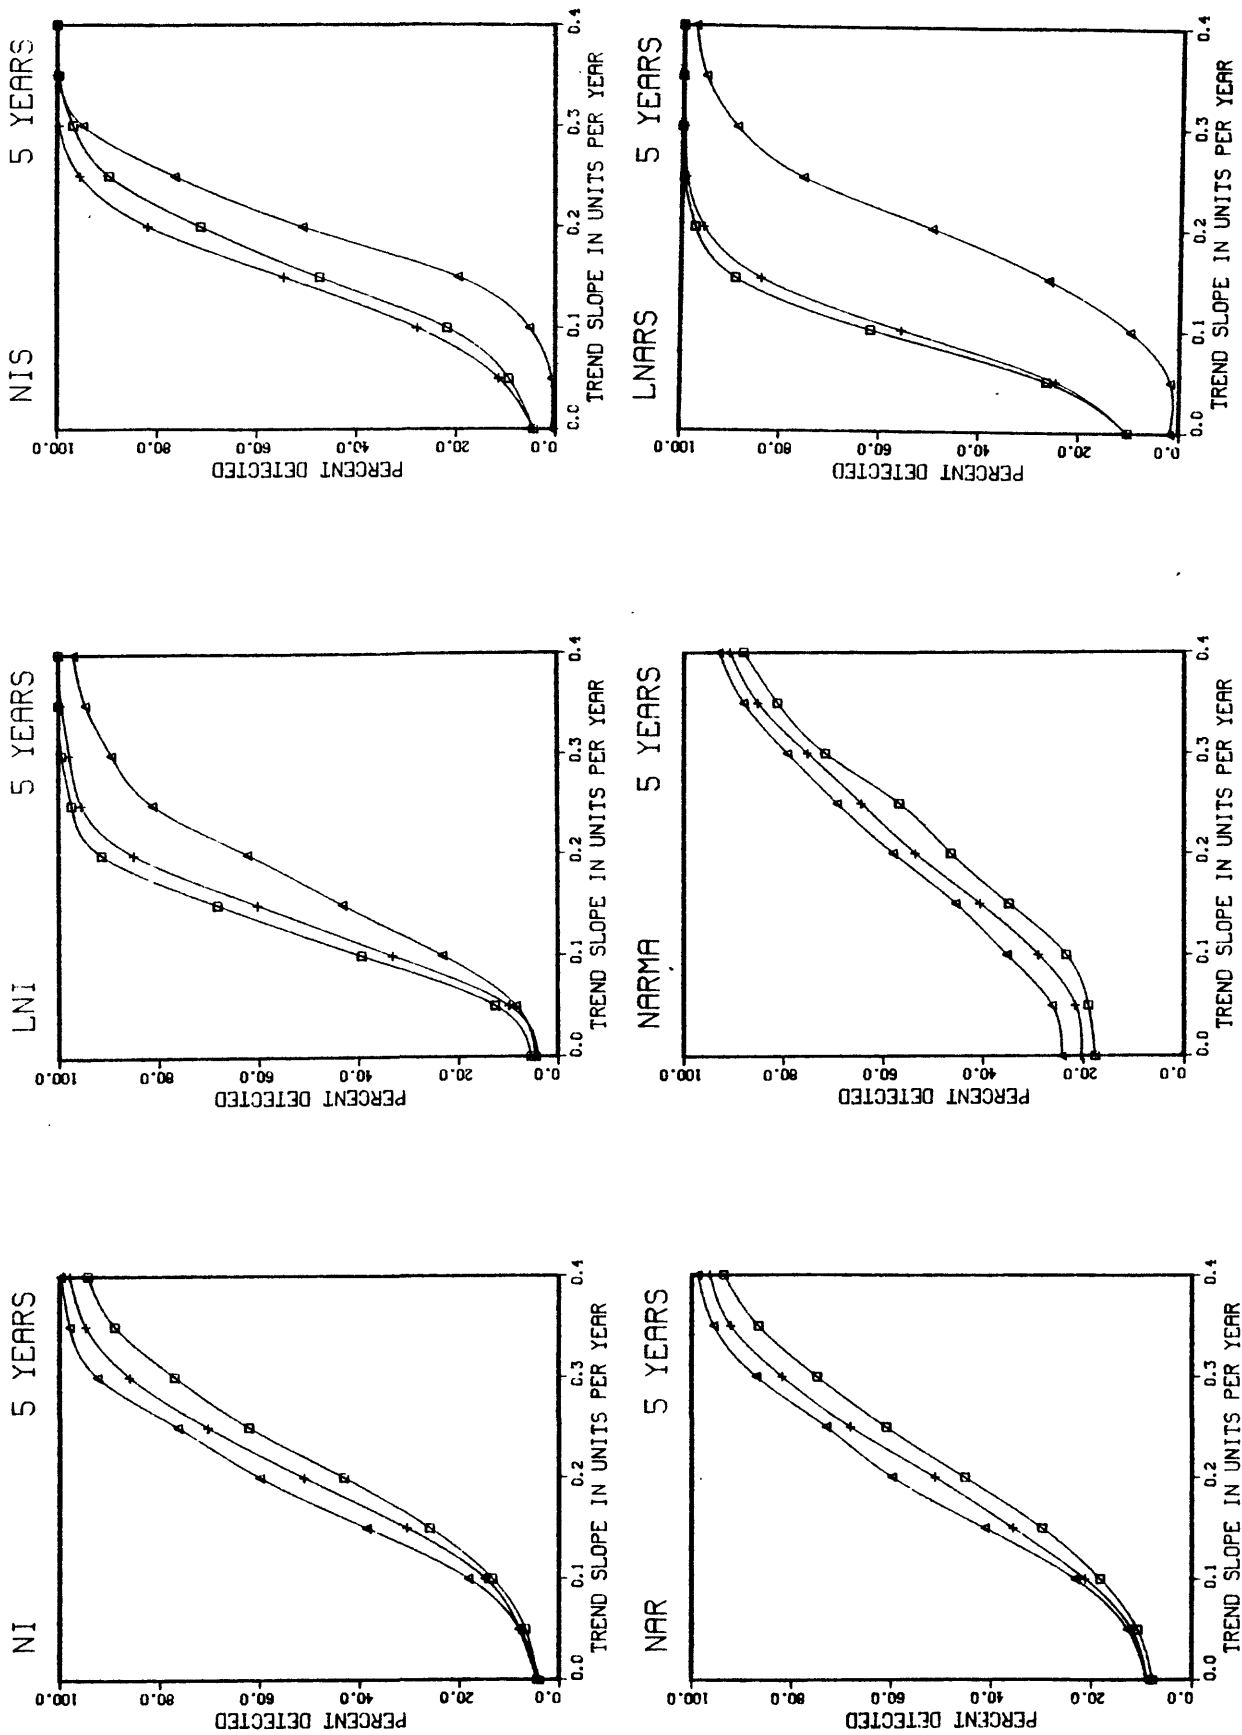 NI 5 YEARS
PERCENT DETECTED
100.0
80.0
60.0
40.0
20.0
0.0
0.0 0.1 0.2 0.3 0.4
TREND SLOPE IN UNITS PER YEAR
LNI 5 YEARS
PERCENT DETECTED
100.0
80.0
60.0
40.0
20.0
0.0
0.0 0.1 0.2 0.3 0.4
TREND SLOPE IN UNITS PER YEAR
NIS 5 YEARS
PERCENT DETECTED
100.0
80.0
60.0
40.0
20.0
0.0
0.0 0.1 0.2 0.3 0.4
TREND SLOPE IN UNITS PER YEAR
NAR 5 YEARS
PERCENT DETECTED
100.0
80.0
60.0
40.0
20.0
0.0
0.0 0.1 0.2 0.3 0.4
TREND SLOPE IN UNITS PER YEAR
NARMA 5 YEARS
PERCENT DETECTED
100.0
80.0
60.0
40.0
20.0
0.0
0.0 0.1 0.2 0.3 0.4
TREND SLOPE IN UNITS PER YEAR
LNARS 5 YEARS
PERCENT DETECTED
100.0
80.0
60.0
40.0
20.0
0.0
0.0 0.1 0.2 0.3 0.4
TREND SLOPE IN UNITS PER YEAR